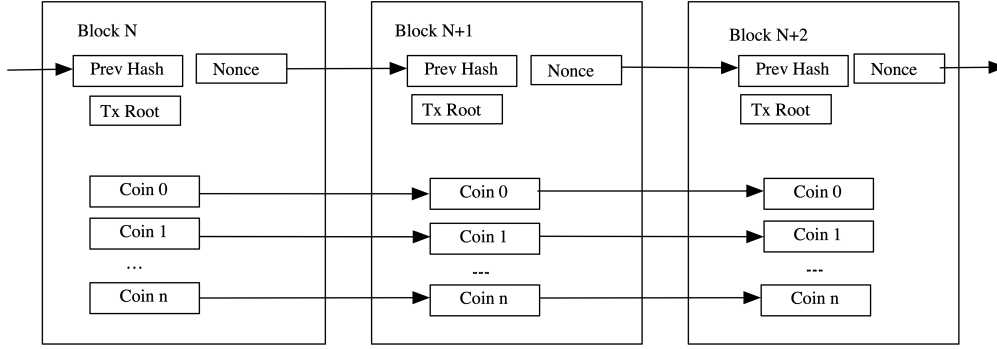 Block N
Prev Hash
Nonce
Tx Root
Coin 0
Coin 1
...
Coin n
Block N+1
Prev Hash
Nonce
Tx Root
Coin 0
Coin 1
---
Coin n
Block N+2
Prev Hash
Nonce
Tx Root
Coin 0
Coin 1
---
Coin n